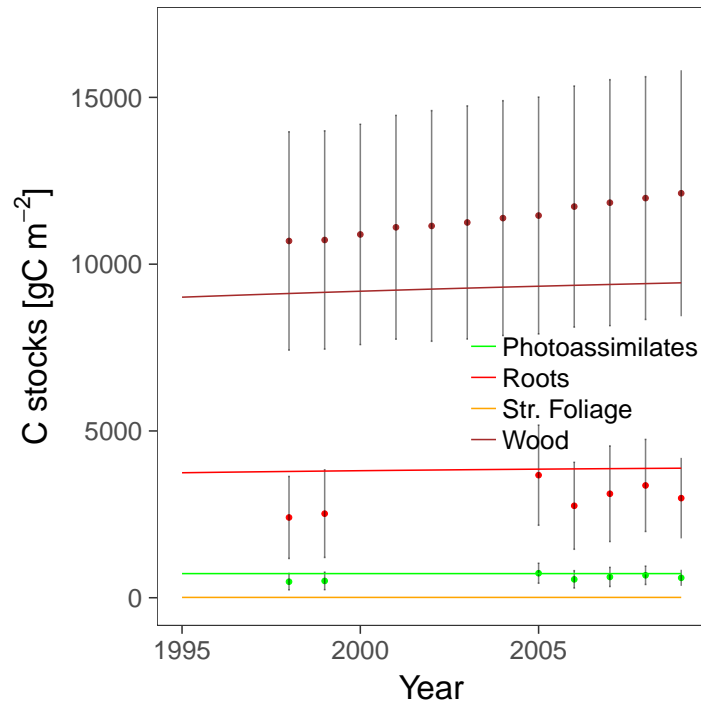 15000
10000
5000
0
C stocks [gC m⁻²]
Photoassimilates
Roots
Str. Foliage
Wood
1995 2000 2005
Year